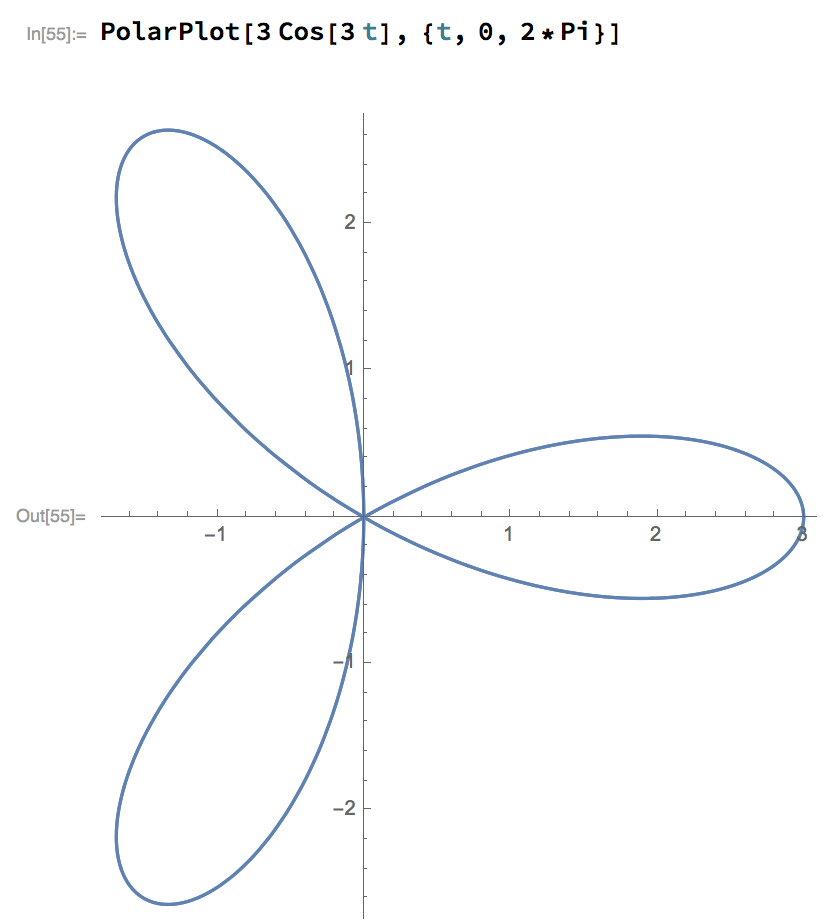 In[55]:= PolarPlot[3 Cos[3 t], {t, 0, 2 * Pi}]
2
1
Out[55]=
−1 1 2 3
−1
−2